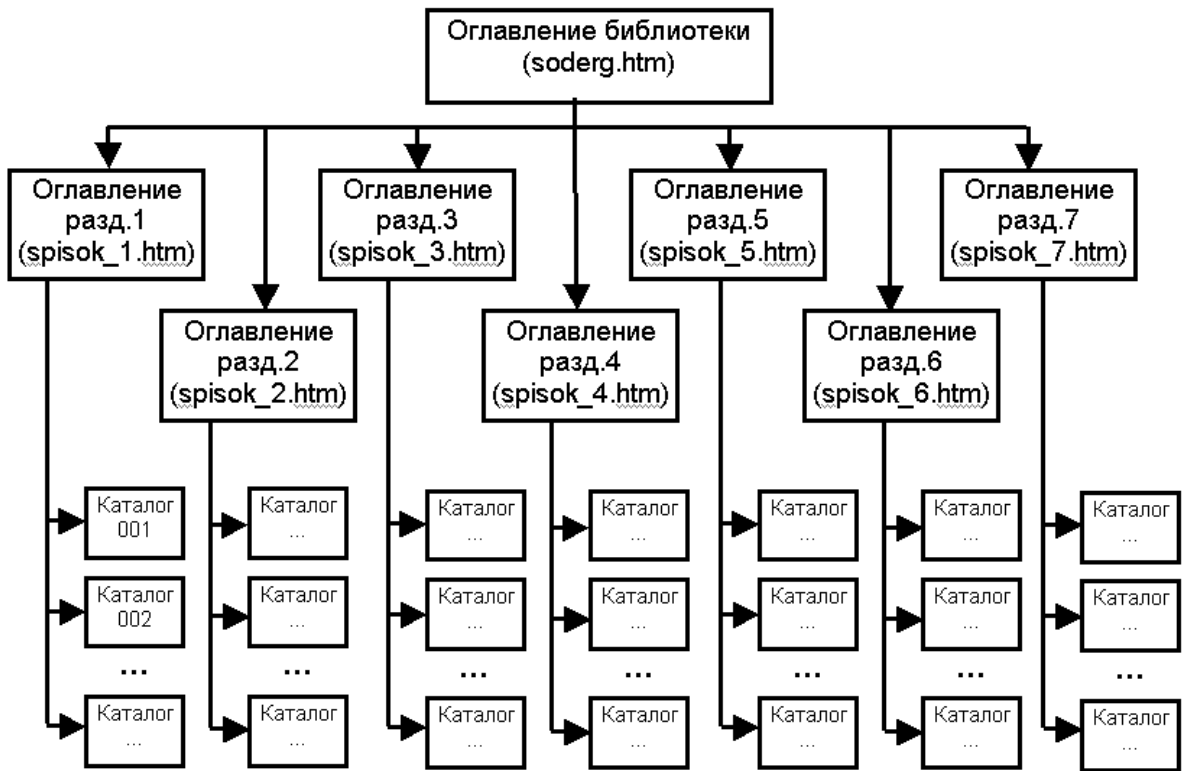 Оглавление библиотеки
(soderg.htm)
Оглавление
разд.1
(spisok_1.htm)
Оглавление
разд.3
(spisok_3.htm)
Оглавление
разд.5
(spisok_5.htm)
Оглавление
разд.7
(spisok_7.htm)
Оглавление
разд.2
(spisok_2.htm)
Оглавление
разд.4
(spisok_4.htm)
Оглавление
разд.6
(spisok_6.htm)
Каталог
001
Каталог
...
Каталог
...
Каталог
...
Каталог
...
Каталог
...
Каталог
...
Каталог
002
Каталог
...
Каталог
...
Каталог
...
Каталог
...
Каталог
...
Каталог
...
... ... ... ... ... ... ...
Каталог
...
Каталог
...
Каталог
...
Каталог
...
Каталог
...
Каталог
...
Каталог
...